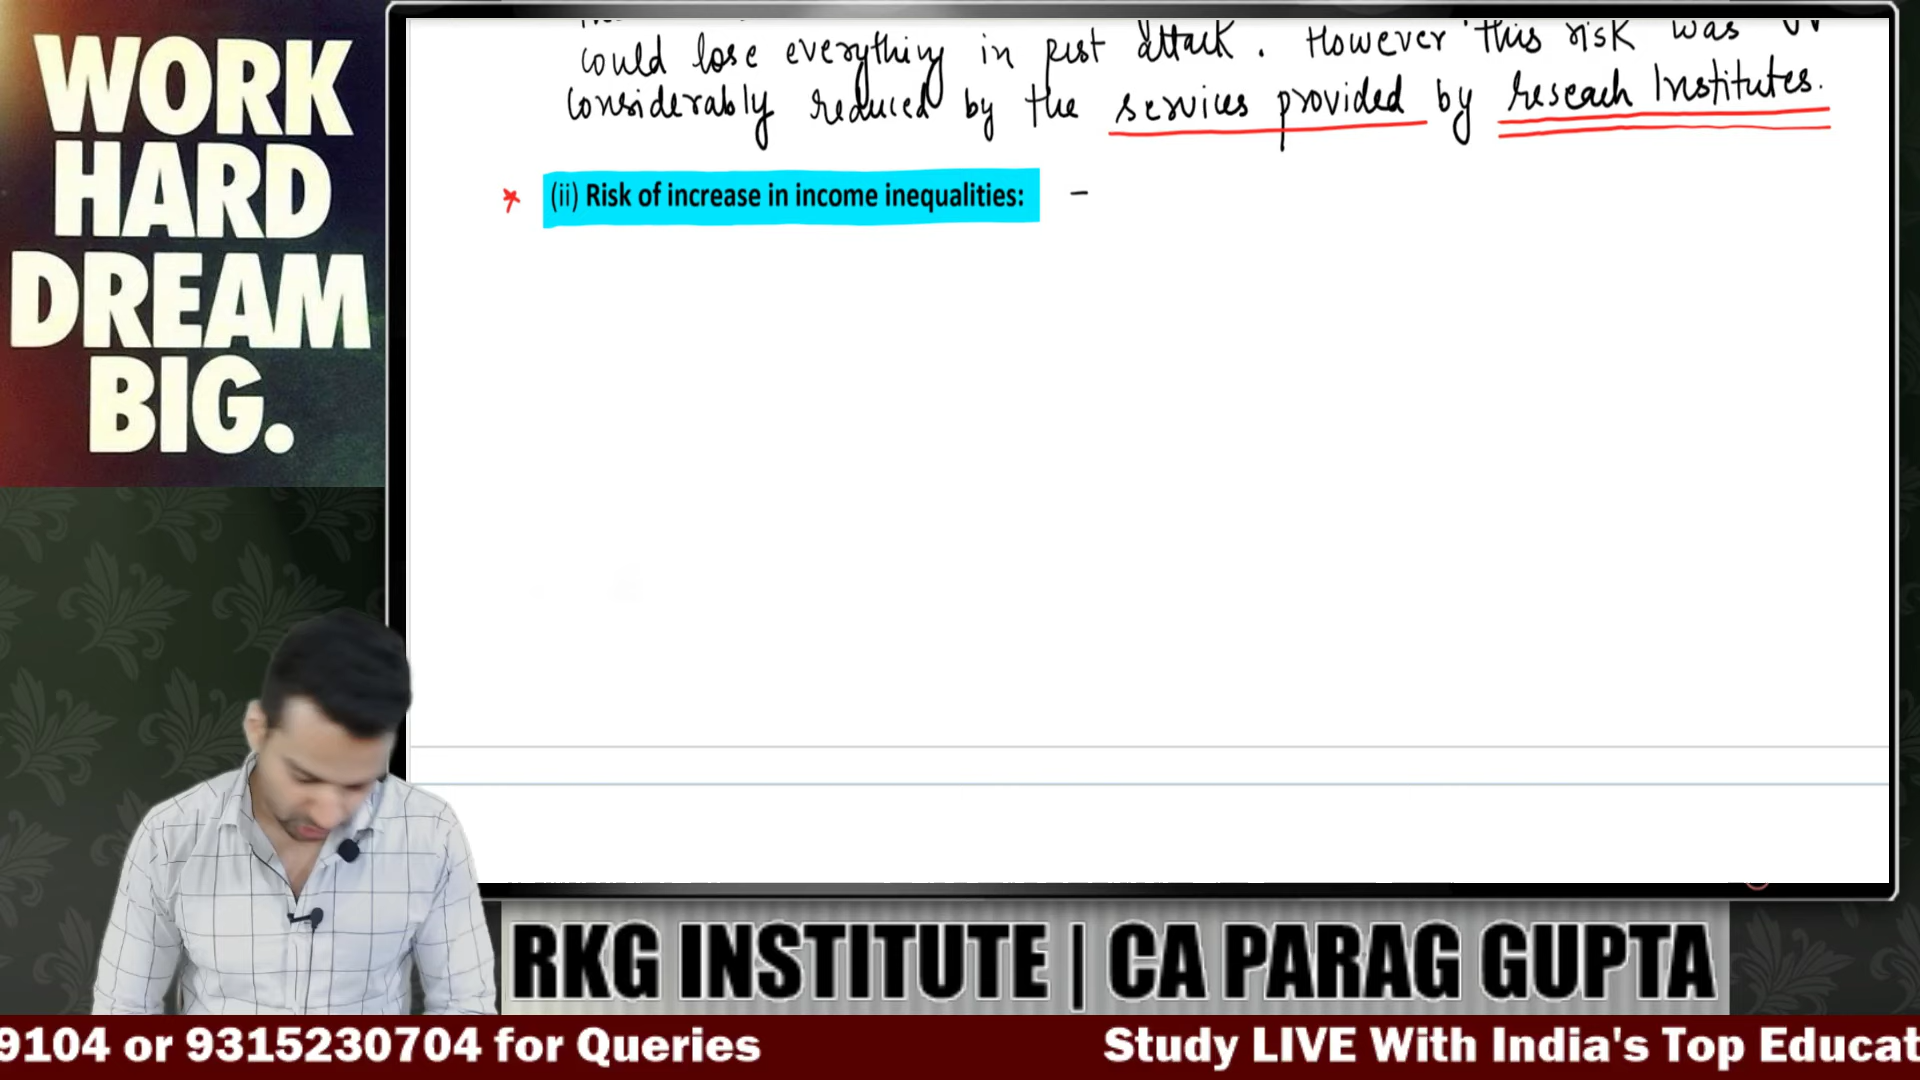 WORK
HARD
DREAM
BIG.
could lose everything in pest attack. However this risk was
considerably reduced by the services provided by reseach Institutes.
(ii) Risk of increase in income inequalities: –
RKG INSTITUTE | CA PARAG GUPTA
9104 or 9315230704 for Queries
Study LIVE With India's Top Educat